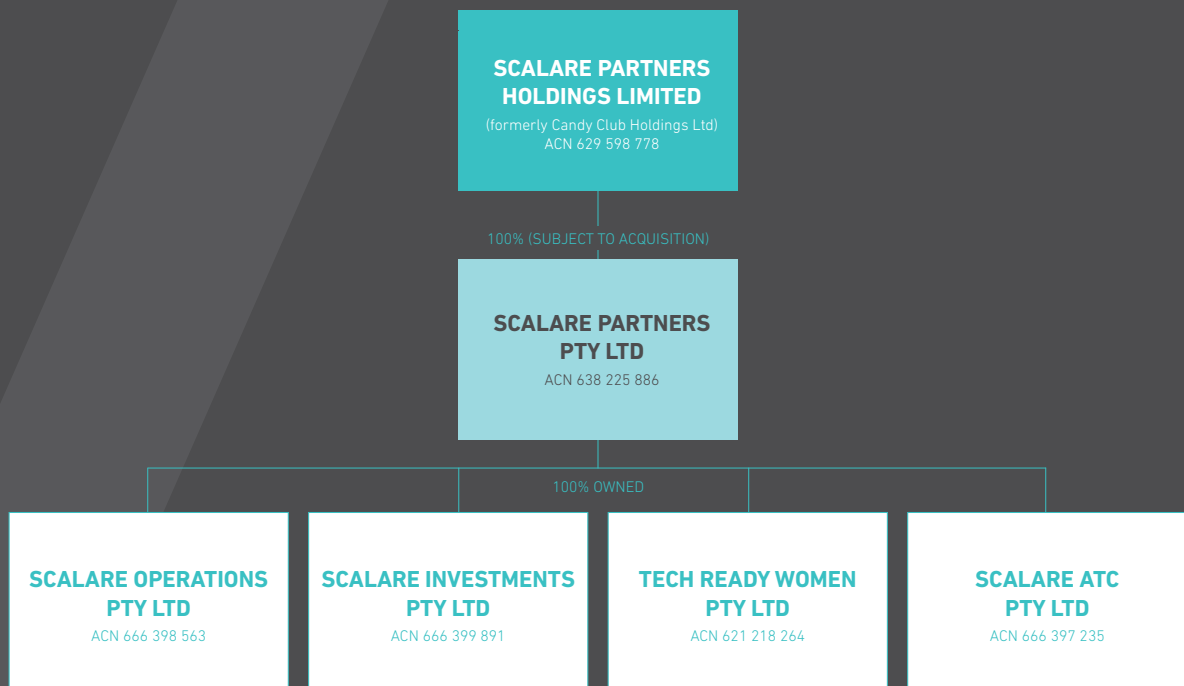 SCALARE PARTNERS
HOLDINGS LIMITED
(formerly Candy Club Holdings Ltd)
ACN 629 598 778
100% (SUBJECT TO ACQUISITION)
SCALARE PARTNERS
PTY LTD
ACN 638 225 886
100% OWNED
SCALARE OPERATIONS
PTY LTD
ACN 666 398 563
SCALARE INVESTMENTS
PTY LTD
ACN 666 399 891
TECH READY WOMEN
PTY LTD
ACN 621 218 264
SCALARE ATC
PTY LTD
ACN 666 397 235